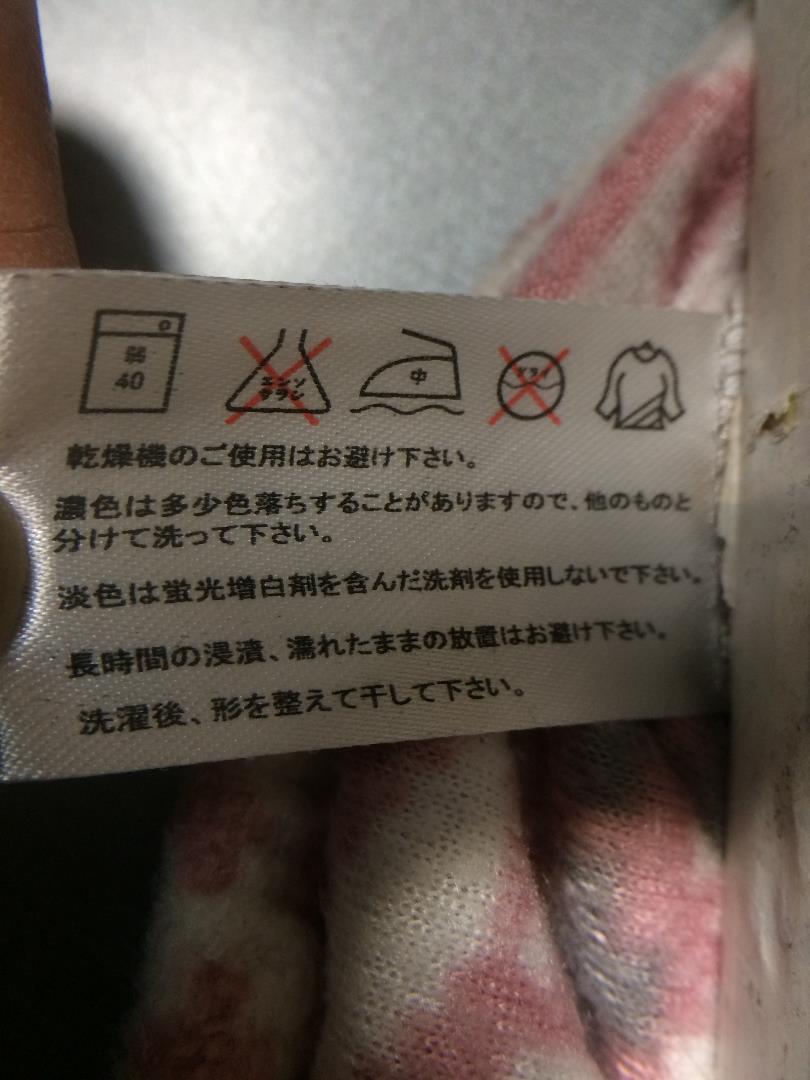 弱
40
エンソ
サラシ
中
ドライ
乾燥機のご使用はお避け下さい。
濃色は多少色落ちすることがありますので、他のものと
分けて洗って下さい。
淡色は蛍光増白剤を含んだ洗剤を使用しないで下さい。
長時間の浸漬、濡れたままの放置はお避け下さい。
洗濯後、形を整えて干して下さい。